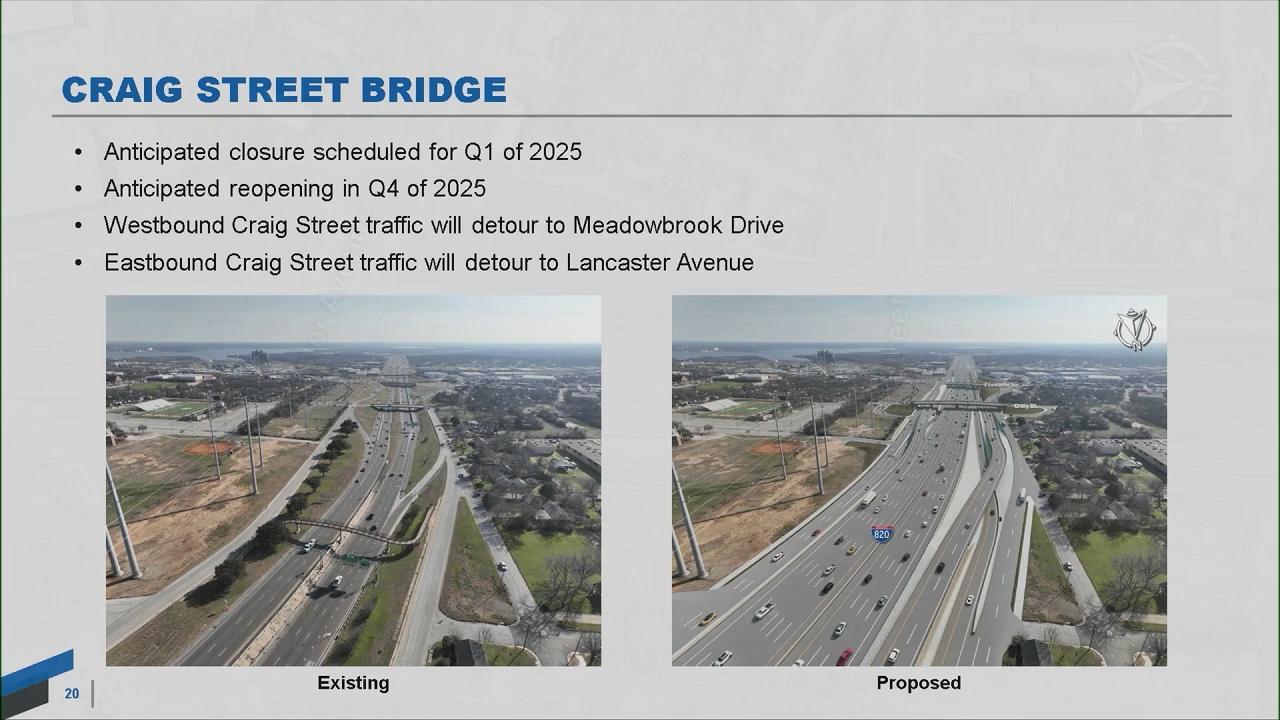 CRAIG STREET BRIDGE
• Anticipated closure scheduled for Q1 of 2025
• Anticipated reopening in Q4 of 2025
• Westbound Craig Street traffic will detour to Meadowbrook Drive
• Eastbound Craig Street traffic will detour to Lancaster Avenue
N
Craig St.
820
Existing
Proposed
20